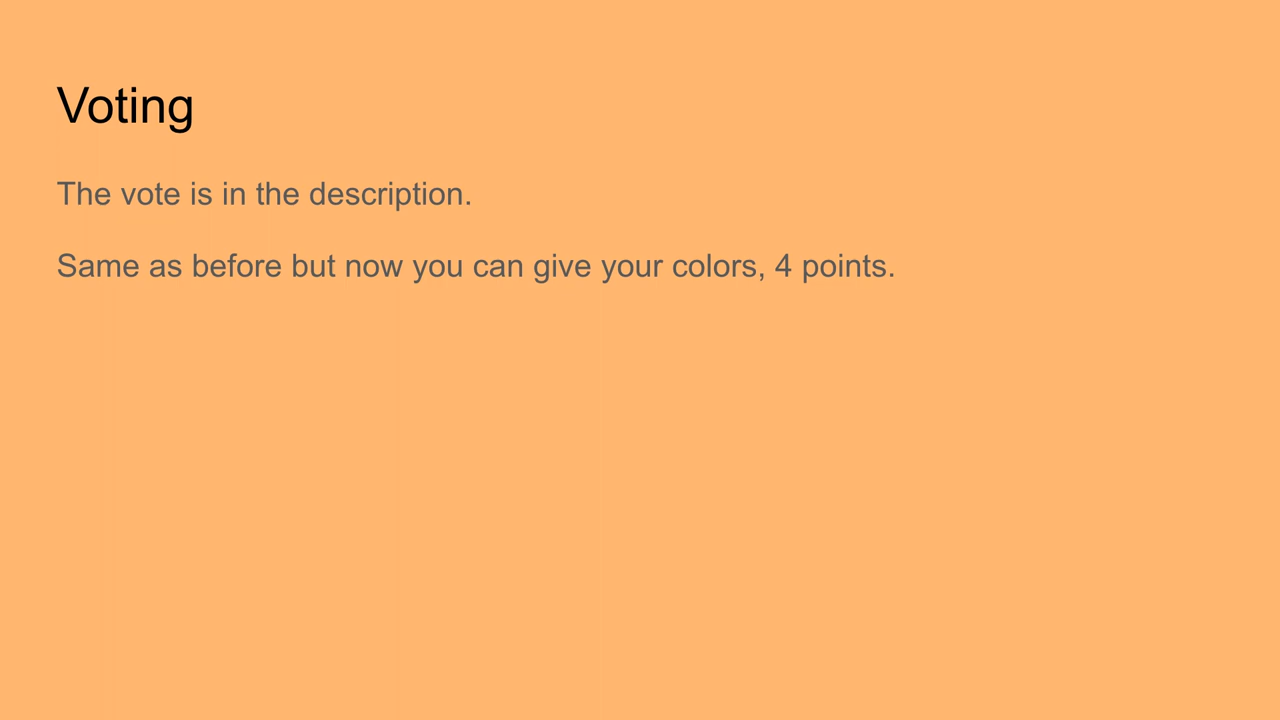 Voting
The vote is in the description.
Same as before but now you can give your colors, 4 points.